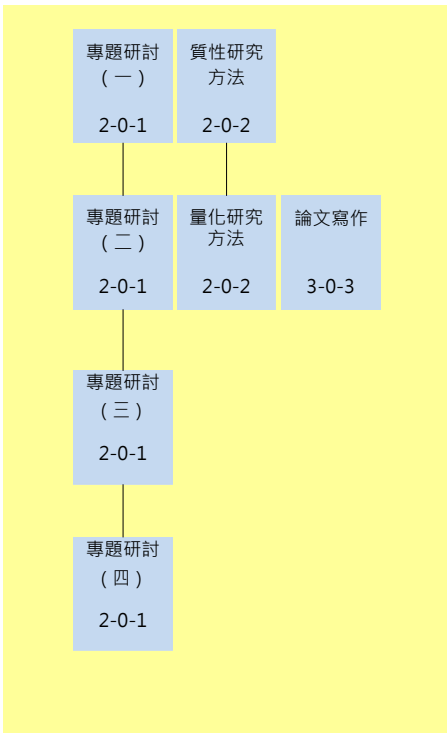 專題研討
(一)
2-0-1
質性研究
方法
2-0-2
專題研討
(二)
2-0-1
量化研究
方法
2-0-2
論文寫作
3-0-3
專題研討
(三)
2-0-1
專題研討
(四)
2-0-1